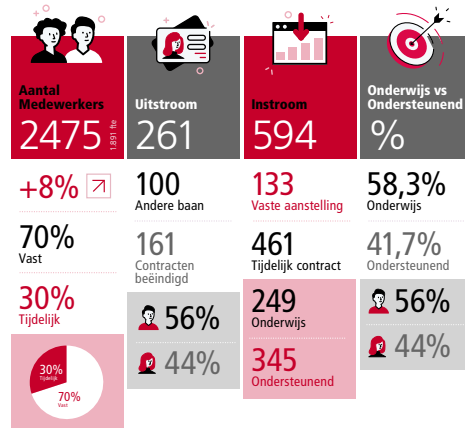 Aantal
Medewerkers
2475
1.891 fte
+8%
70%
Vast
30%
Tijdelijk
30%
Tijdelijk
70%
Vast
Uitstroom
261
100
Andere baan
161
Contracten
beëindigd
56%
44%
Instroom
594
133
Vaste aanstelling
461
Tijdelijk contract
249
Onderwijs
345
Ondersteunend
Onderwijs vs
Ondersteunend
%
58,3%
Onderwijs
41,7%
Ondersteunend
56%
44%